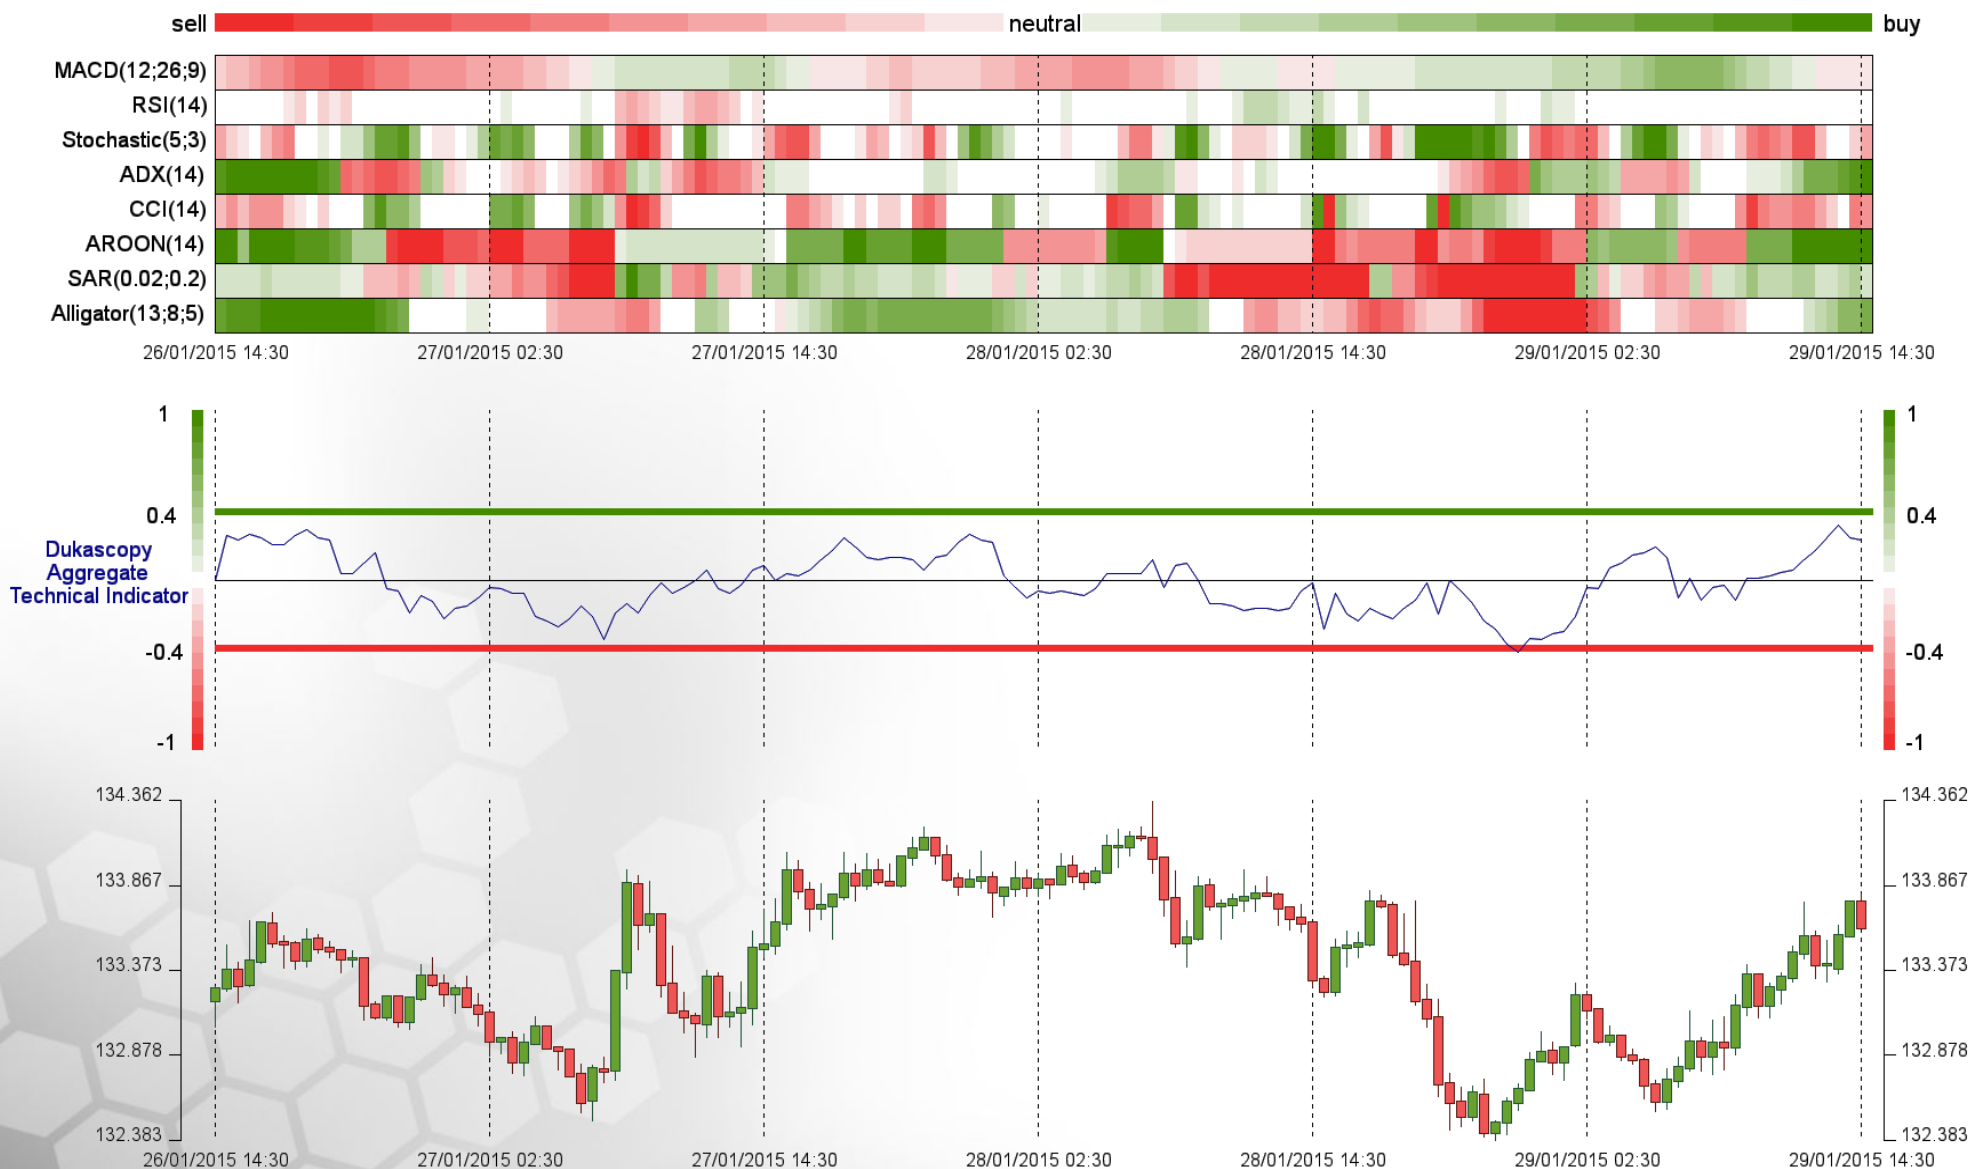 sell neutral buy
MACD(12;26;9)
RSI(14)
Stochastic(5;3)
ADX(14)
CCI(14)
AROON(14)
SAR(0.02;0.2)
Alligator(13;8;5)
26/01/2015 14:30 27/01/2015 02:30 27/01/2015 14:30 28/01/2015 02:30 28/01/2015 14:30 29/01/2015 02:30 29/01/2015 14:30
1 1
0.4 0.4
Dukascopy
Aggregate
Technical Indicator
-0.4 -0.4
-1 -1
134.362 134.362
133.867 133.867
133.373 133.373
132.878 132.878
132.383 132.383
26/01/2015 14:30 27/01/2015 02:30 27/01/2015 14:30 28/01/2015 02:30 28/01/2015 14:30 29/01/2015 02:30 29/01/2015 14:30